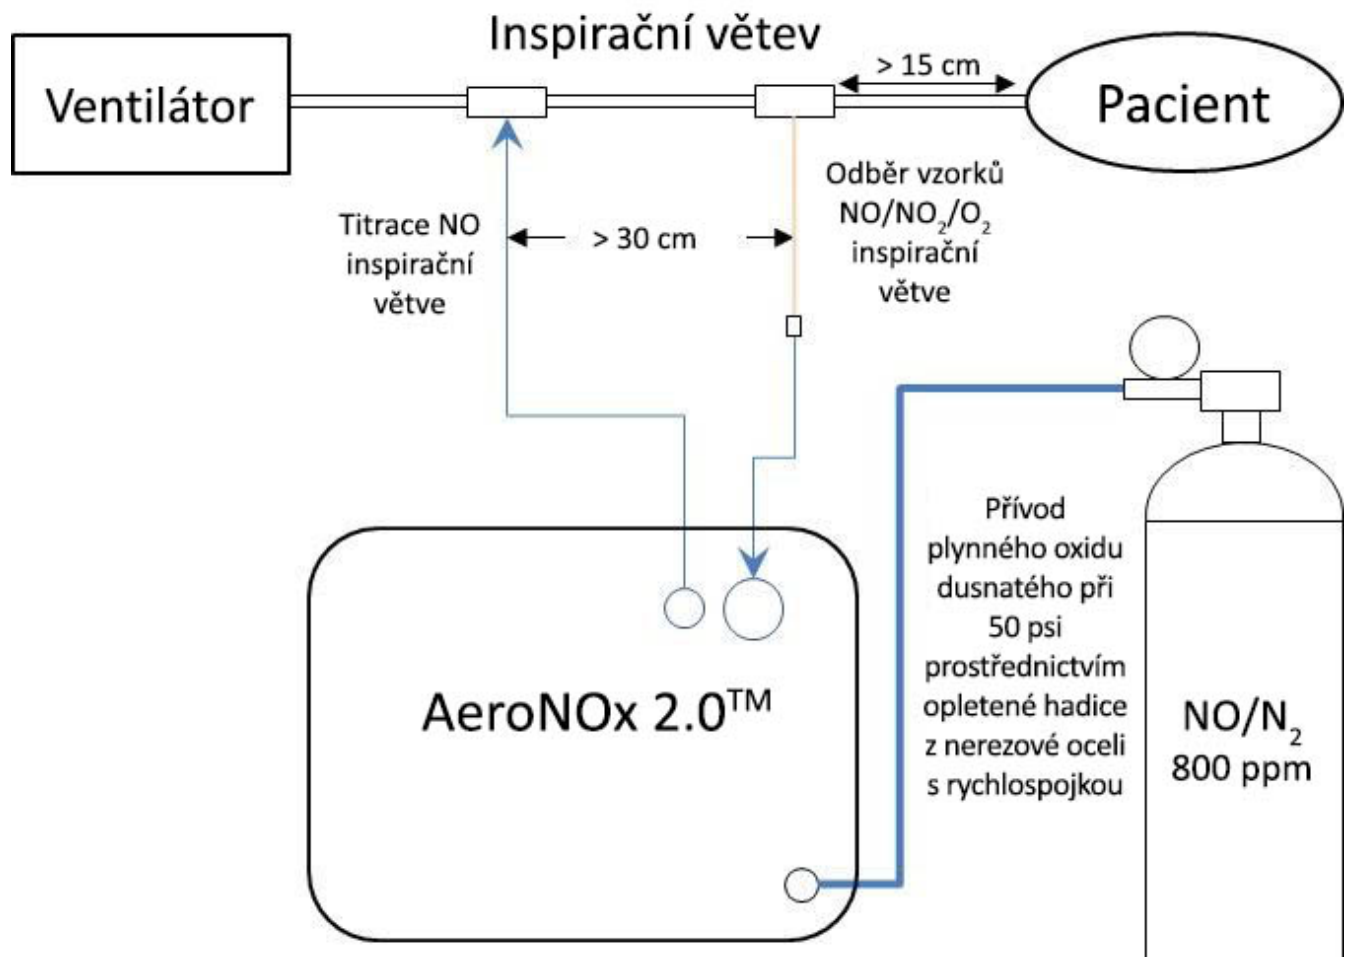 Inspirační větev
Ventilátor
> 15 cm
Pacient
Titrace NO
inspirační
větve
> 30 cm
Odběr vzorků
NO/NO₂/O₂
inspirační
větve
AeroNOx 2.0™
Přívod
plynného oxidu
dusnatého při
50 psi
prostřednictvím
opletené hadice
z nerezové oceli
s rychlospojkou
NO/N₂
800 ppm